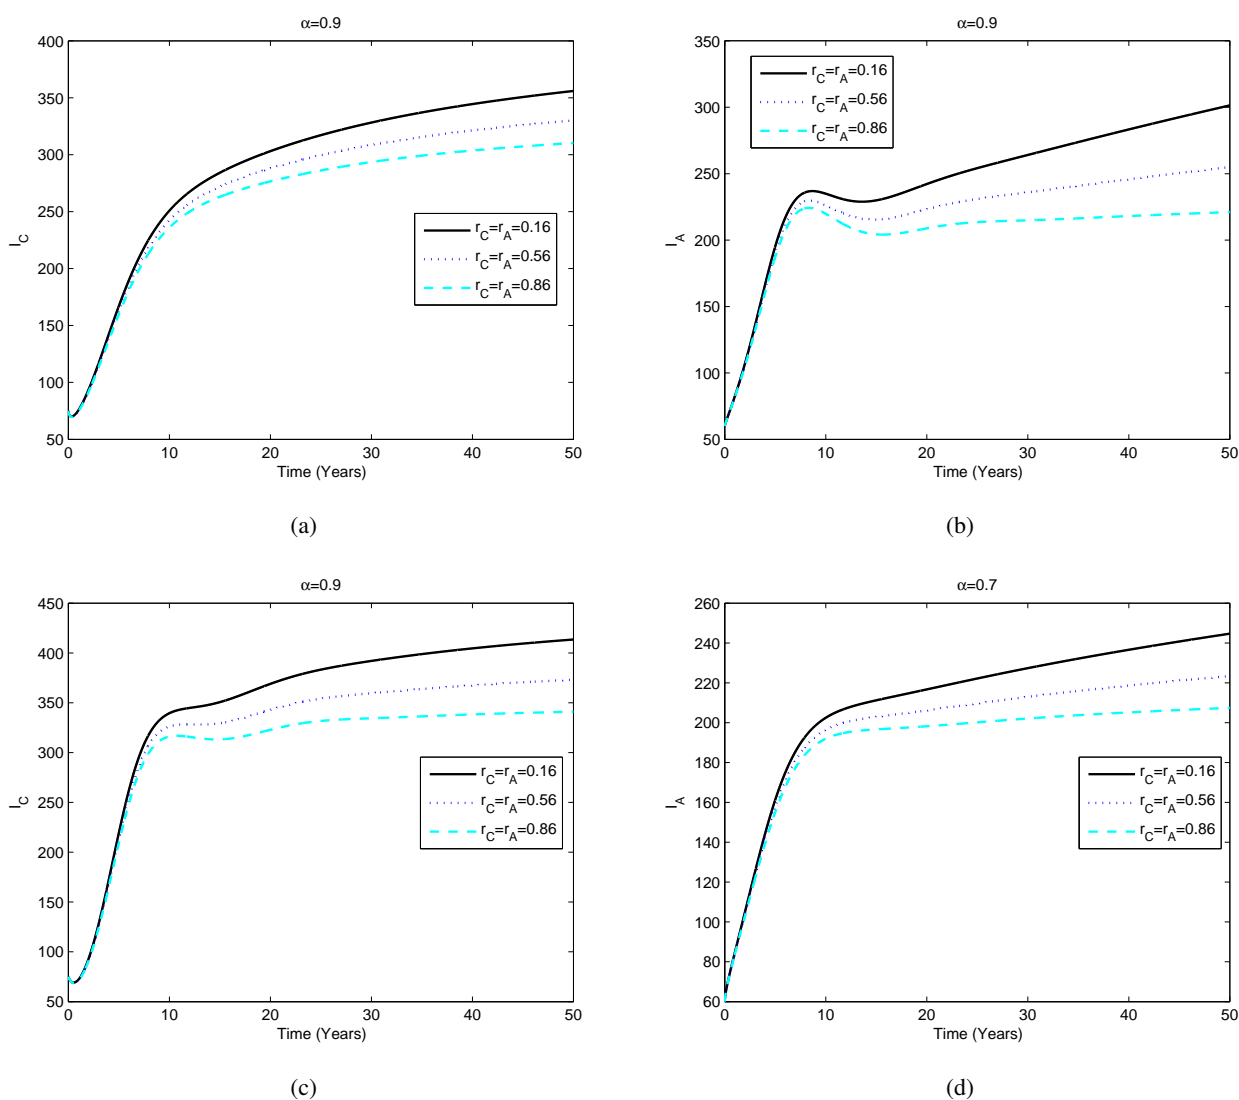 α=0.9
400
350
300
250
200
150
100
50
I_C
0 10 20 30 40 50
Time (Years)
r_C=r_A=0.16
r_C=r_A=0.56
r_C=r_A=0.86
(a)
α=0.9
350
300
250
200
150
100
50
I_A
0 10 20 30 40 50
Time (Years)
r_C=r_A=0.16
r_C=r_A=0.56
r_C=r_A=0.86
(b)
α=0.9
450
400
350
300
250
200
150
100
50
I_C
0 10 20 30 40 50
Time (Years)
r_C=r_A=0.16
r_C=r_A=0.56
r_C=r_A=0.86
(c)
α=0.7
260
240
220
200
180
160
140
120
100
80
60
I_A
0 10 20 30 40 50
Time (Years)
r_C=r_A=0.16
r_C=r_A=0.56
r_C=r_A=0.86
(d)